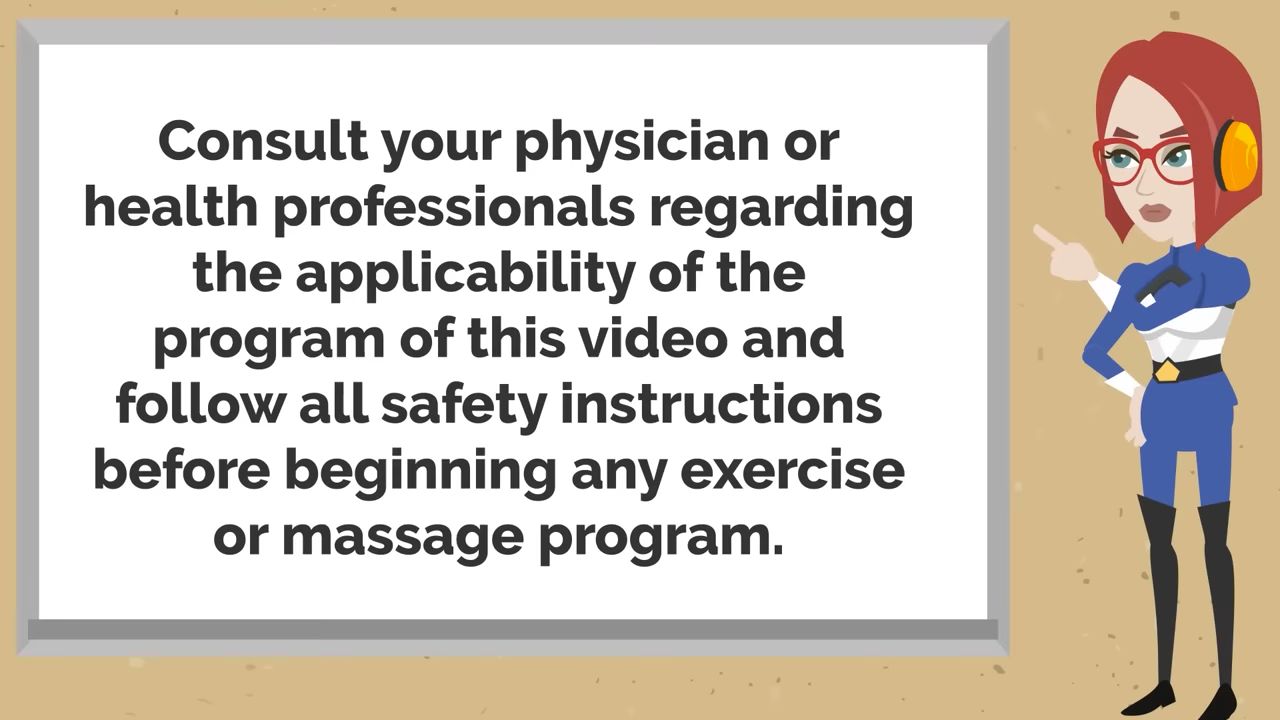 Consult your physician or
health professionals regarding
the applicability of the
program of this video and
follow all safety instructions
before beginning any exercise
or massage program.